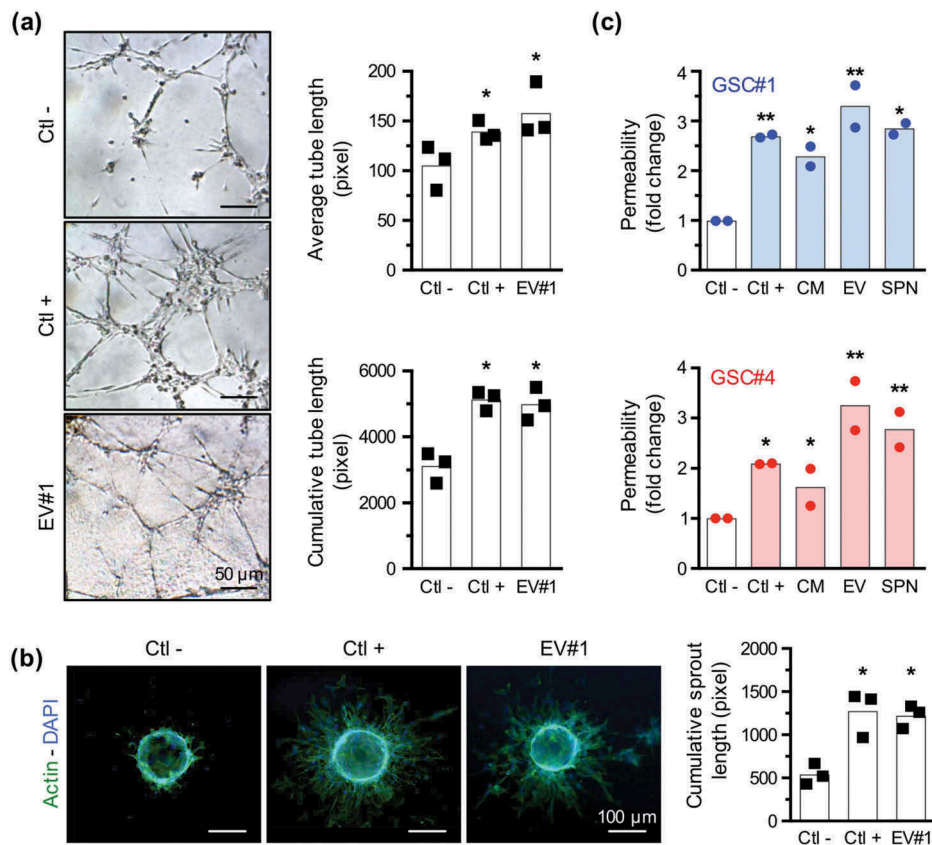 (a)
Ctl -
Ctl +
EV#1
50 µm
Average tube length
(pixel)
200
150
100
50
0
*
*
Ctl -
Ctl +
EV#1
Cumulative tube length
(pixel)
6000
4000
2000
0
*
*
Ctl -
Ctl +
EV#1
(c)
GSC#1
Permeability
(fold change)
4
3
2
1
0
**
*
**
*
Ctl -
Ctl +
CM
EV
SPN
GSC#4
Permeability
(fold change)
4
3
2
1
0
*
*
**
**
Ctl -
Ctl +
CM
EV
SPN
(b)
Actin - DAPI
Ctl -
Ctl +
EV#1
100 µm
Cumulative sprout
length (pixel)
2000
1500
1000
500
0
*
*
Ctl -
Ctl +
EV#1